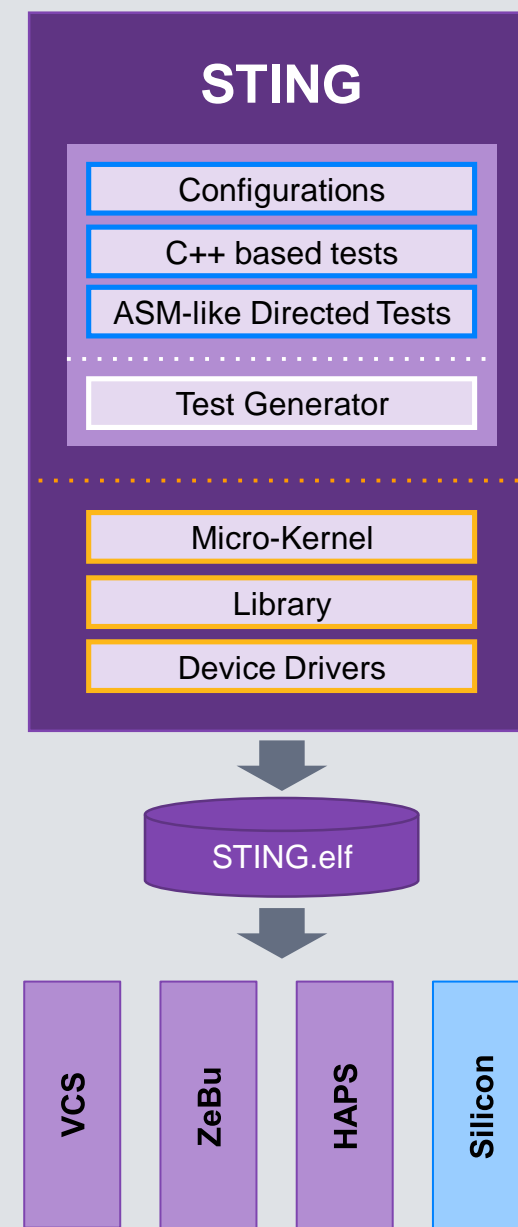 STING
Configurations
C++ based tests
ASM-like Directed Tests
Test Generator
Micro-Kernel
Library
Device Drivers
STING.elf
VCS
ZeBu
HAPS
Silicon